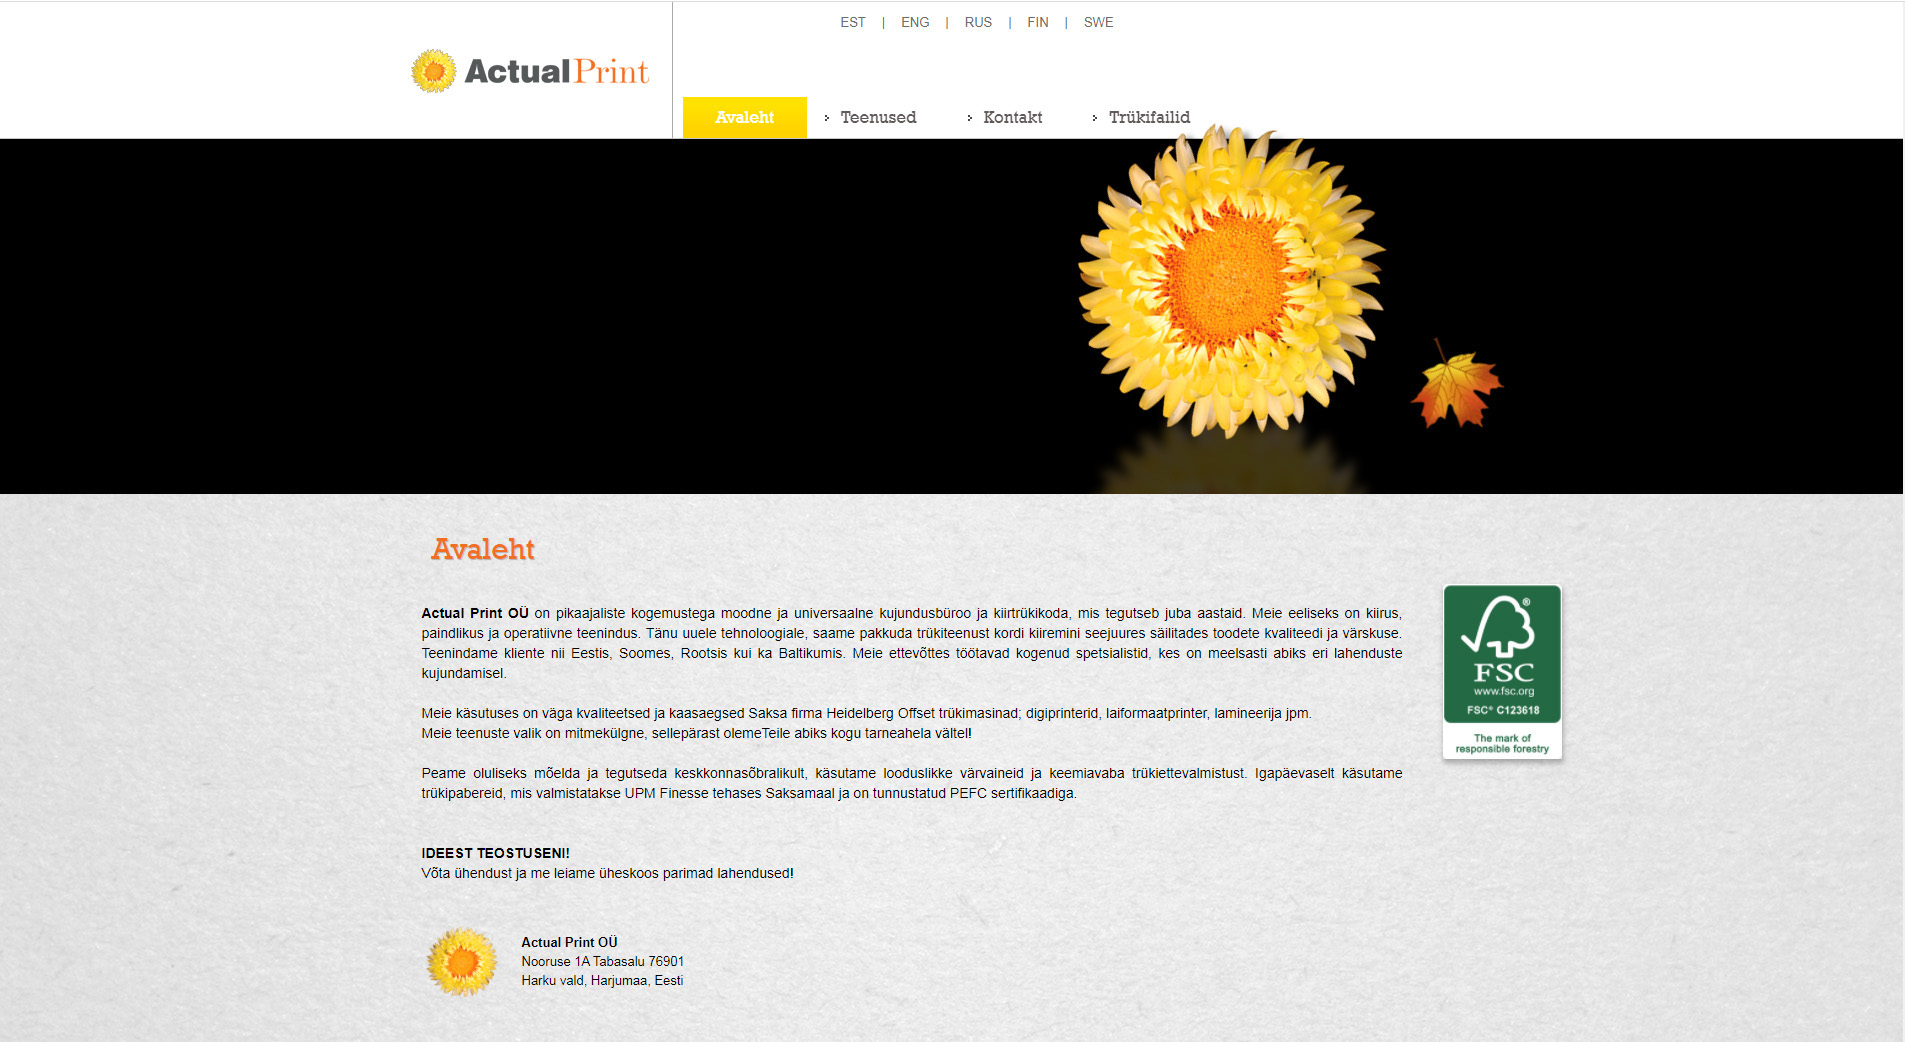 EST | ENG | RUS | FIN | SWE
ActualPrint
Avaleht
Teenused
Kontakt
Trükifailid
Avaleht
Actual Print OÜ on pikaajaliste kogemustega moodne ja universaalne kujundusbüroo ja kiirtrükikoda, mis tegutseb juba aastaid. Meie eeliseks on kiirus,
paindlikus ja operatiivne teenindus. Tänu uuele tehnoloogiale, saame pakkuda trükiteenust kordi kiiremini seejuures säilitades toodete kvaliteedi ja värskuse.
Teenindame kliente nii Eestis, Soomes, Rootsis kui ka Baltikumis. Meie ettevõttes töötavad kogenud spetsialistid, kes on meelsasti abiks eri lahenduste
kujundamisel.
Meie käsutuses on väga kvaliteetsed ja kaasaegsed Saksa firma Heidelberg Offset trükimasinad; digiprinterid, laiformaatprinter, lamineerija jpm.
Meie teenuste valik on mitmekülgne, sellepärast olemeTeile abiks kogu tarneahela vältel!
Peame oluliseks mõelda ja tegutseda keskkonnasõbralikult, käsutame looduslikke värvaineid ja keemiavaba trükiettevalmistust. Igapäevaselt käsutame
trükipabereid, mis valmistatakse UPM Finesse tehases Saksamaal ja on tunnustatud PEFC sertifikaadiga.
IDEEST TEOSTUSENI!
Võta ühendust ja me leiame üheskoos parimad lahendused!
Actual Print OÜ
Nooruse 1A Tabasalu 76901
Harku vald, Harjumaa, Eesti
®
FSC
www.fsc.org
FSC® C123618
The mark of
responsible forestry